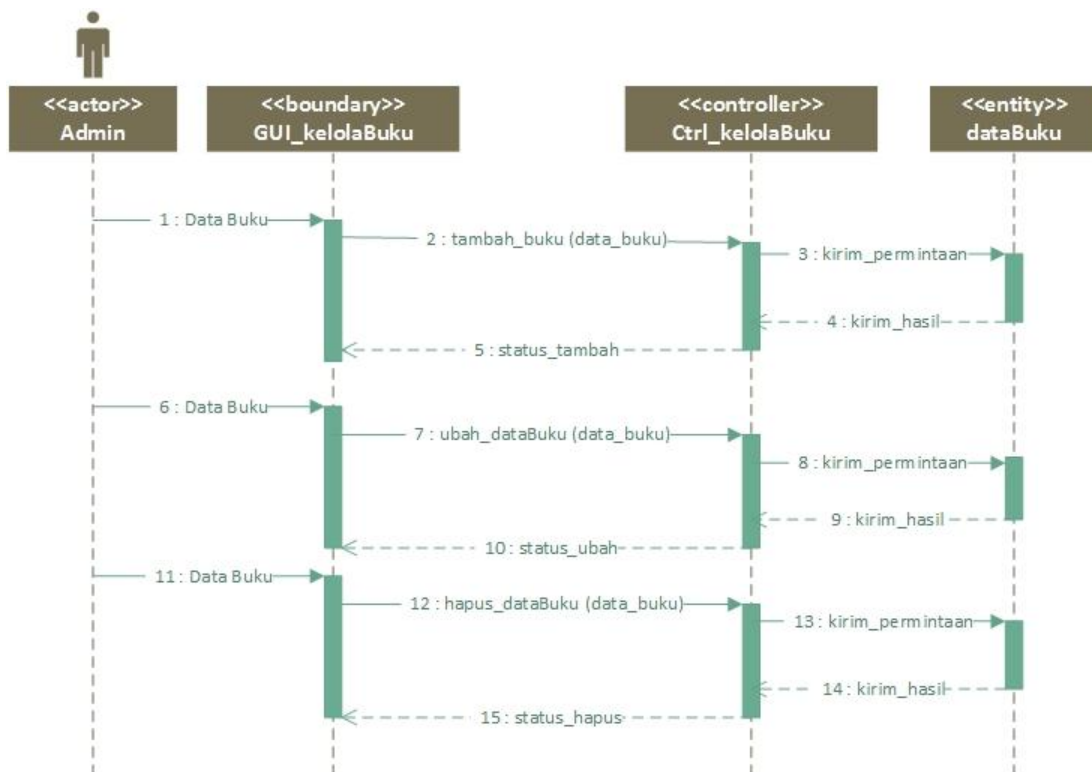 <<actor>>
Admin
<<boundary>>
GUI_kelolaBuku
<<controller>>
Ctrl_kelolaBuku
<<entity>>
dataBuku
1 : Data Buku
2 : tambah_buku (data_buku)
3 : kirim_permintaan
4 : kirim_hasil
5 : status_tambah
6 : Data Buku
7 : ubah_dataBuku (data_buku)
8 : kirim_permintaan
9 : kirim_hasil
10 : status_ubah
11 : Data Buku
12 : hapus_dataBuku (data_buku)
13 : kirim_permintaan
14 : kirim_hasil
15 : status_hapus